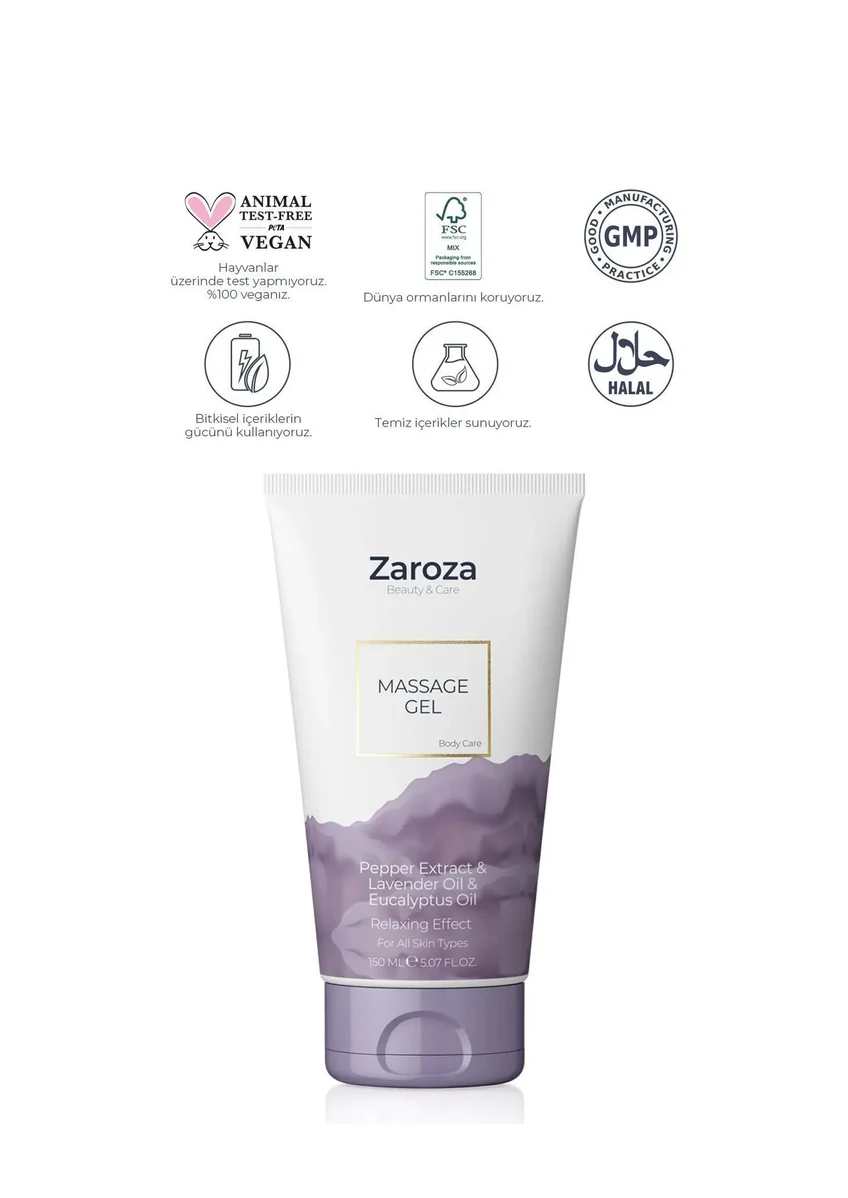 ANIMAL
TEST-FREE
PETA
VEGAN
Hayvanlar
üzerinde test yapmıyoruz.
%100 veganız.
FSC
www.fsc.org
MIX
Packaging from
responsible sources
FSC® C155268
Dünya ormanlarını koruyoruz.
GOOD • MANUFACTURING • PRACTICE •
GMP
Bitkisel içeriklerin
gücünü kullanıyoruz.
Temiz içerikler sunuyoruz.
حلال
HALAL
Zaroza
Beauty & Care
MASSAGE
GEL
Body Care
Pepper Extract &
Lavender Oil &
Eucalyptus Oil
Relaxing Effect
For All Skin Types
150 ML ℮ 5.07 FL.OZ.